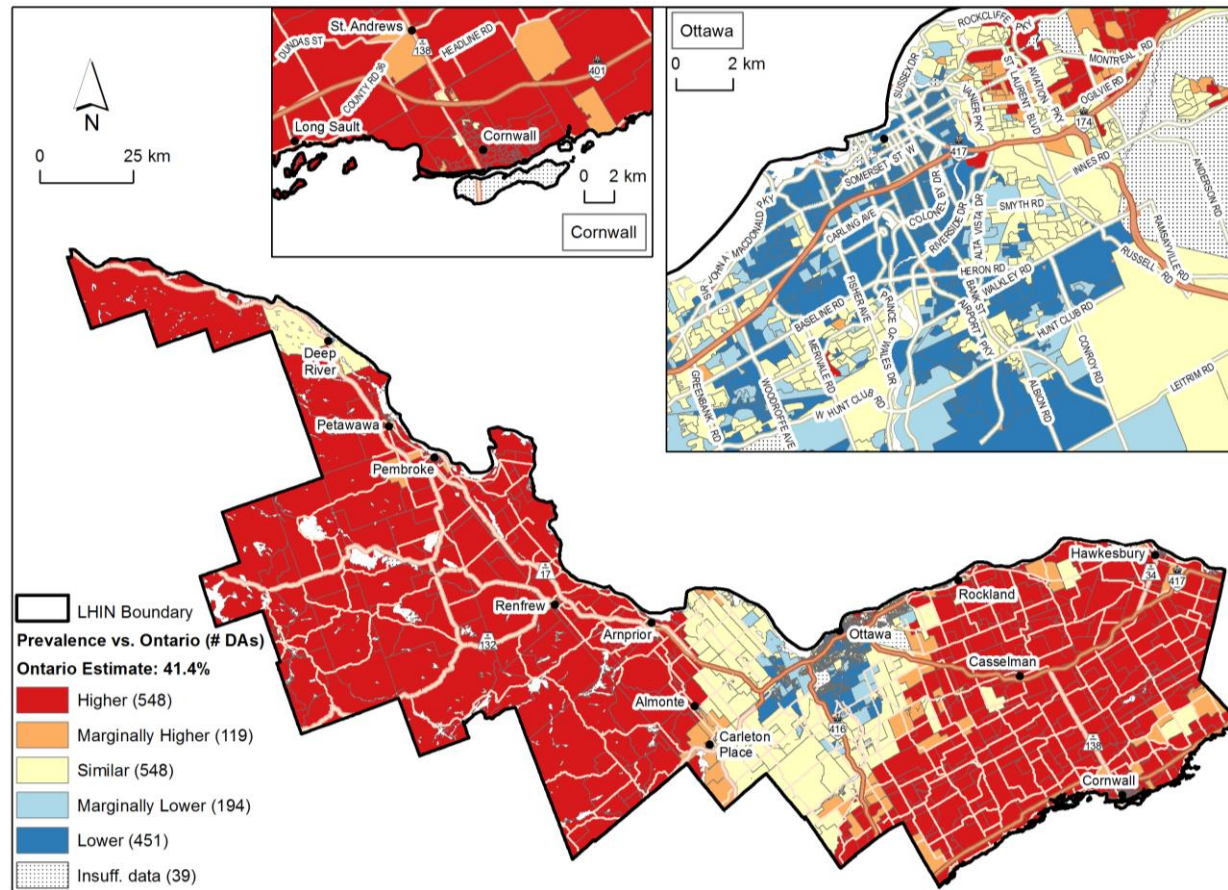 St. Andrews
DUNDAS ST
138
HEADLINE RD
COUNTY RD 36
401
Long Sault
Cornwall
0 2 km
Cornwall
N
0 25 km
Ottawa
0 2 km
ROCKCLIFFE PKY
SUSSEX DR
MONTREAL RD
ST LAURENT BLVD
AVIATION PKY
VANIER PKY
OGILVIE RD
174
417
SOMERSET ST W
INNES RD
ANDERSON RD
SIR JOHN A MACDONALD PKY
CARLING AVE
COLONEL BY DR
RIVERSIDE DR
ALTA VISTA DR
SMYTH RD
RAMSAYVILLE RD
RUSSELL RD
HERON RD
WALKLEY RD
BASELINE RD
FISHER AVE
PRINCE OF WALES DR
BANK ST
AIRPORT PKY
HUNT CLUB RD
MERIVALE RD
CONROY RD
LEITRIM RD
GREENBANK RD
WOODROFFE AVE
W HUNT CLUB RD
ALBION RD
Deep
River
Petawawa
Pembroke
17
Renfrew
132
Arnprior
Almonte
Carleton
Place
Ottawa
416
Rockland
Casselman
Hawkesbury
34
417
138
Cornwall
LHIN Boundary
Prevalence vs. Ontario (# DAs)
Ontario Estimate: 41.4%
Higher (548)
Marginally Higher (119)
Similar (548)
Marginally Lower (194)
Lower (451)
Insuff. data (39)